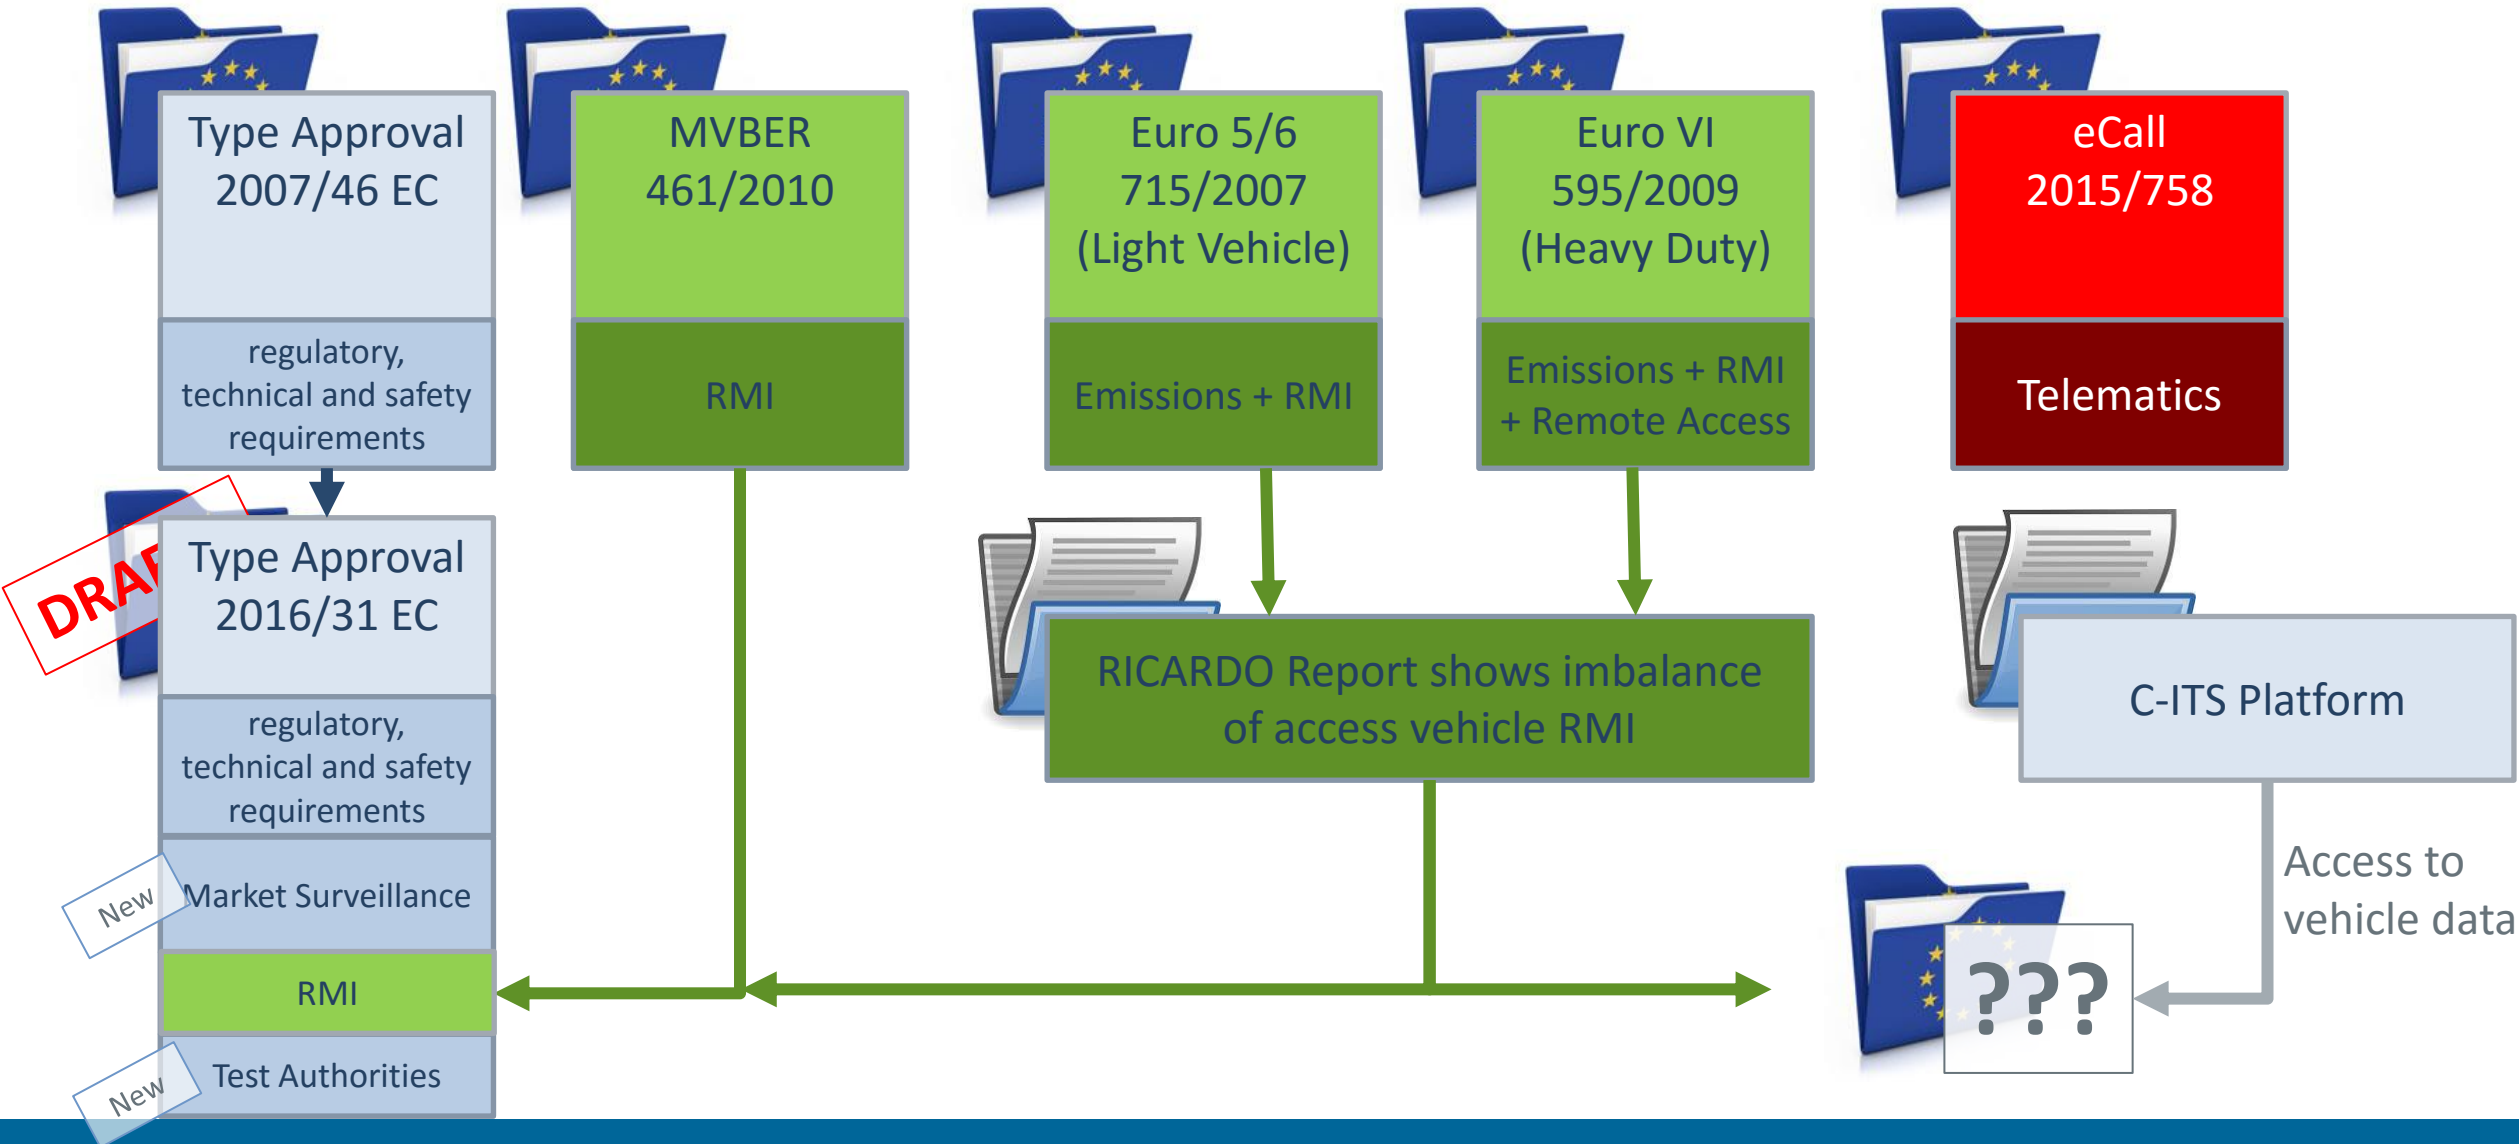 Type Approval
2007/46 EC
regulatory,
technical and safety
requirements
MVBER
461/2010
RMI
Euro 5/6
715/2007
(Light Vehicle)
Emissions + RMI
Euro VI
595/2009
(Heavy Duty)
Emissions + RMI
+ Remote Access
eCall
2015/758
Telematics
DRAF
Type Approval
2016/31 EC
regulatory,
technical and safety
requirements
New
Market Surveillance
RMI
New
Test Authorities
RICARDO Report shows imbalance
of access vehicle RMI
C-ITS Platform
Access to
vehicle data
???